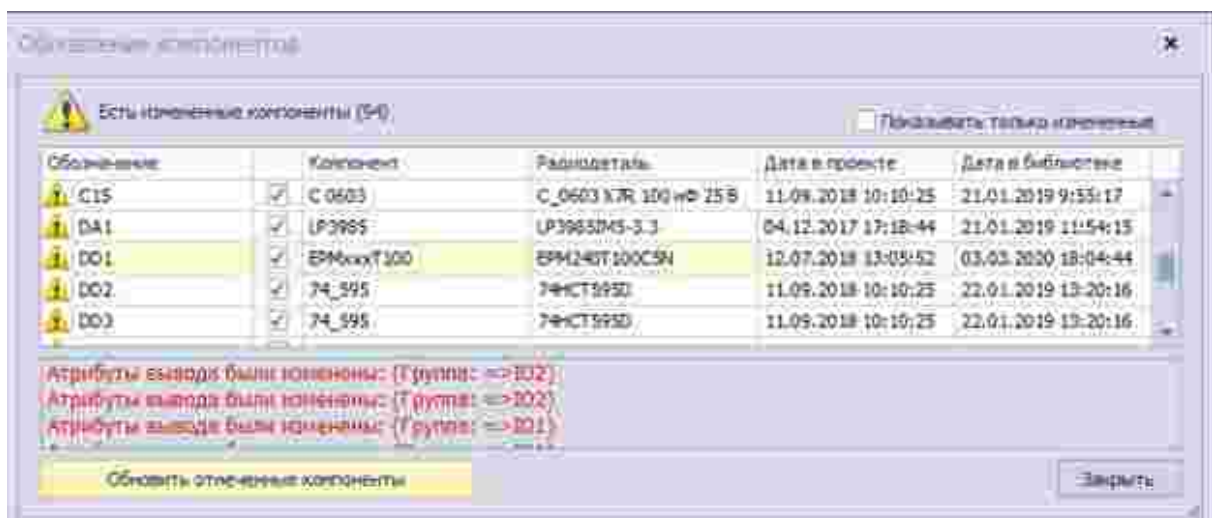 Обновление компонентов
Есть измененные компоненты (54)
Показывать только измененные
Обозначение Компонент Радиодеталь Дата в проекте Дата в библиотеке
C15 C 0603 C_0603 X7R 100 нФ 25 В 11.09.2018 10:10:25 21.01.2019 9:55:17
DA1 LP3985 LP3985IM5-3.3 04.12.2017 17:18:44 21.01.2019 11:54:15
DD1 EPMxxxT100 EPM240T100C5N 12.07.2018 13:05:52 03.03.2020 18:04:44
DD2 74_595 74HCT595D 11.09.2018 10:10:25 22.01.2019 13:20:16
DD3 74_595 74HCT595D 11.09.2018 10:10:25 22.01.2019 13:20:16
Атрибуты вывода были изменены: (Группа: =>IO2)
Атрибуты вывода были изменены: (Группа: =>IO2)
Атрибуты вывода были изменены: (Группа: =>IO1)
Обновить отмеченные компоненты
Закрыть